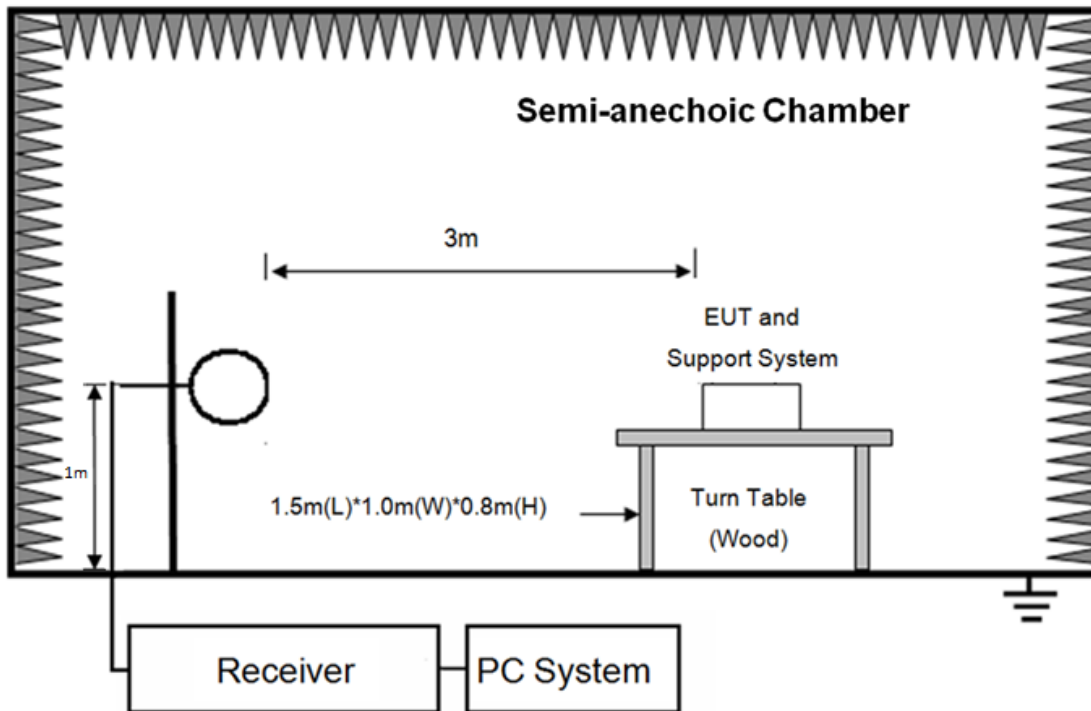 Semi-anechoic Chamber
3m
EUT and
Support System
1m
1.5m(L)*1.0m(W)*0.8m(H)
Turn Table
(Wood)
Receiver
PC System